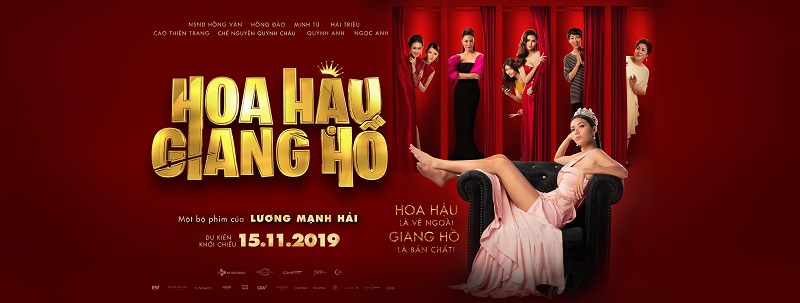 NSND HỒNG VÂN HỒNG ĐÀO MINH TÚ HẢI TRIỀU
CAO THIÊN TRANG CHẾ NGUYỄN QUỲNH CHÂU QUỲNH ANH NGỌC ANH
HOA HẬU
GIANG HỒ
Một bộ phim của LƯƠNG MẠNH HẢI
DỰ KIẾN
KHỞI CHIẾU 15.11.2019
HOA HẬU
LÀ VẺ NGOÀI
GIANG HỒ
LÀ BẢN CHẤT!